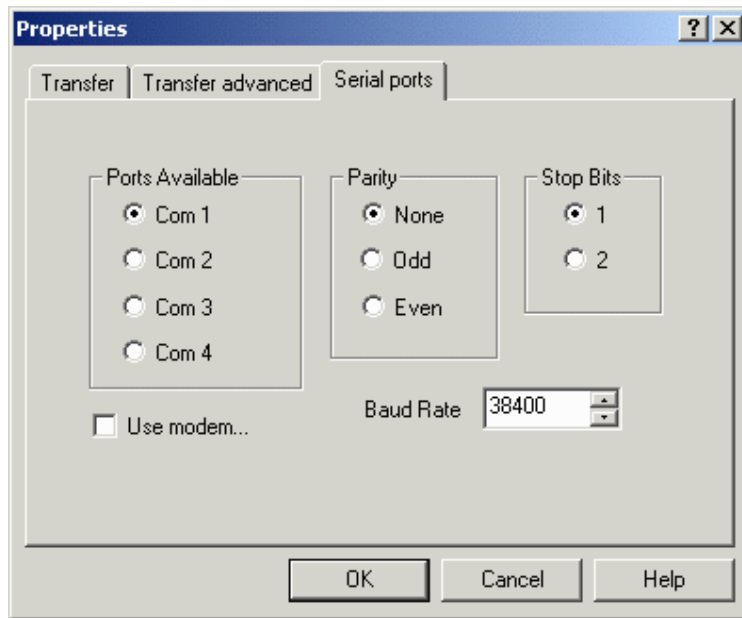 Properties
Transfer Transfer advanced Serial ports
Ports Available Parity Stop Bits
Com 1 None 1
Com 2 Odd 2
Com 3 Even
Com 4
Baud Rate 38400
Use modem...
OK Cancel Help